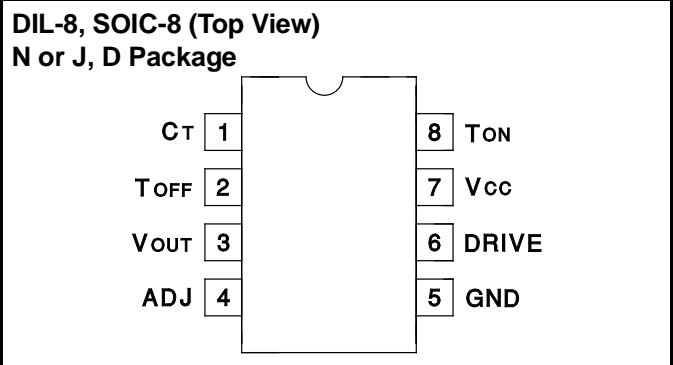 DIL-8, SOIC-8 (Top View)
N or J, D Package
CT 1 8 TON
TOFF 2 7 VCC
VOUT 3 6 DRIVE
ADJ 4 5 GND